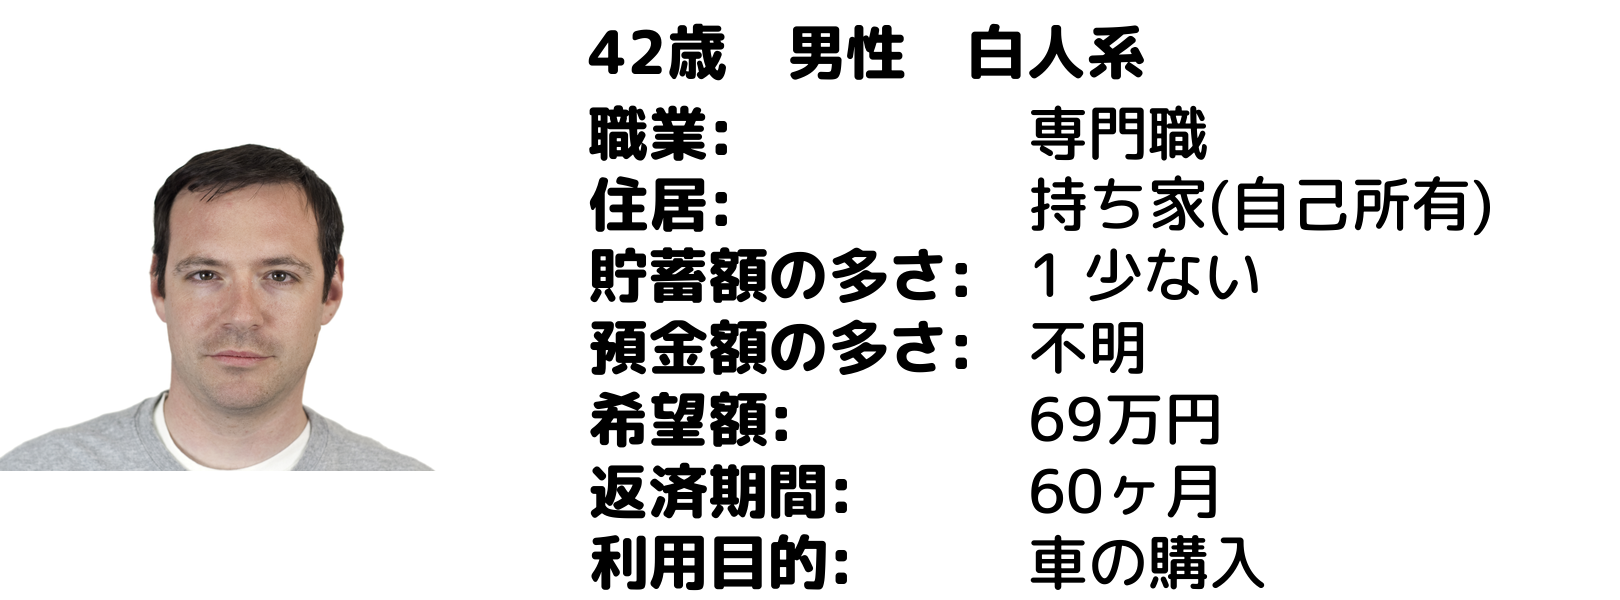 42歳　男性　白人系
職業: 専門職
住居: 持ち家(自己所有)
貯蓄額の多さ: 1 少ない
預金額の多さ: 不明
希望額: 69万円
返済期間: 60ヶ月
利用目的: 車の購入